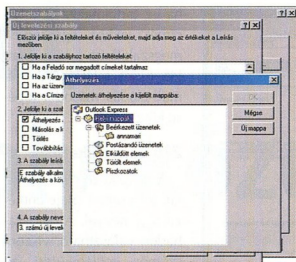 Üzenetszabályok
Új levelezési szabály
Először jelölje ki a feltételeket és műveleteket, majd adja meg az értékeket a Leírás
mezőben.
1. Jelölje ki a szabályhoz tartozó feltételeket:
Ha a Feladó sor megadott címeket tartalmaz
Ha a Tárgy
Ha az üzen
Ha a Címze
2. Jelölje ki a szab
Áthelyezés
Másolás a k
Törlés
Továbbítás
3. A szabály leírás
E szabály alkalm
Áthelyezés a köv
4. A szabály neve
3. számú új level
Áthelyezés
Üzenetek áthelyezése a kijelölt mappába:
Outlook Express
Helyi mappák
Beérkezett üzenetek
annamari
Postázandó üzenetek
Elküldött elemek
Törölt elemek
Piszkozatok
OK
Mégse
Új mappa